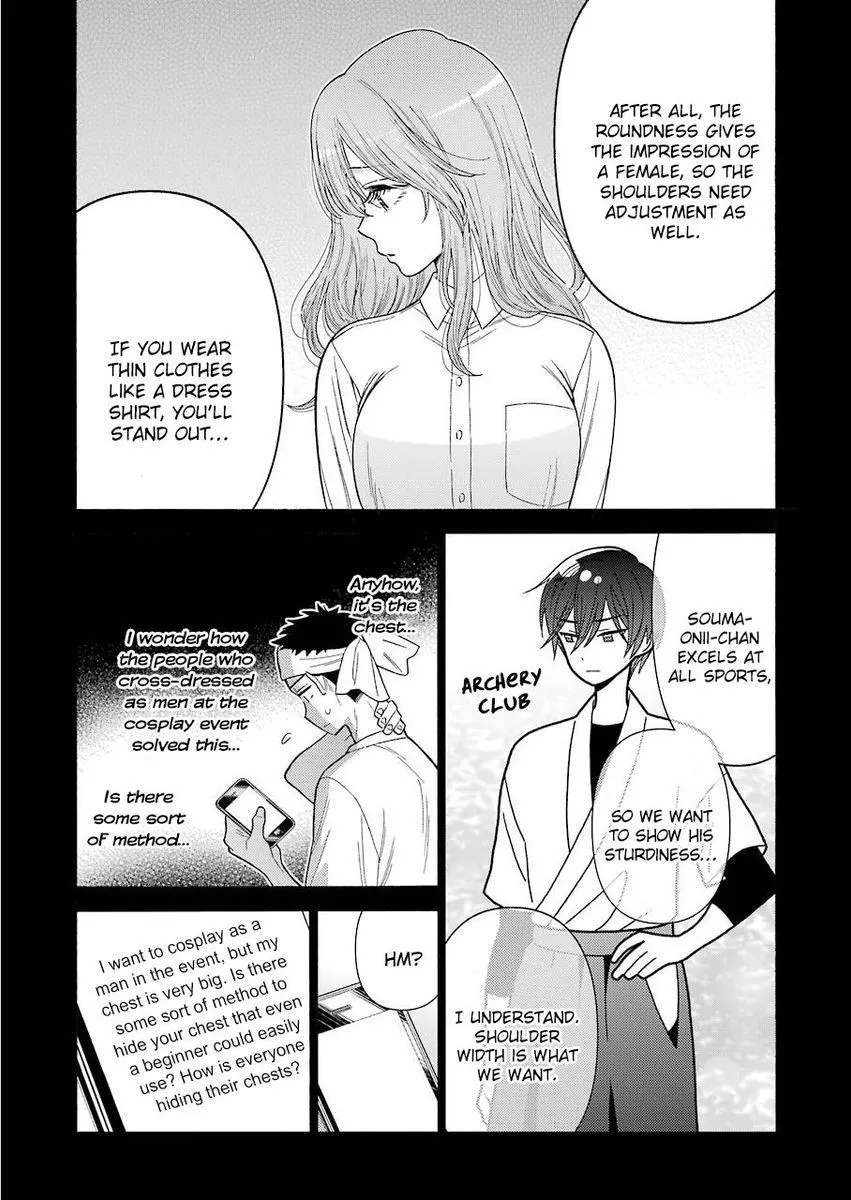 AFTER ALL, THE
ROUNDNESS GIVES
THE IMPRESSION OF
A FEMALE, SO THE
SHOULDERS NEED
ADJUSTMENT AS
WELL.
IF YOU WEAR
THIN CLOTHES
LIKE A DRESS
SHIRT, YOU'LL
STAND OUT...
SOUMA-
ONII-CHAN
EXCELS AT
ALL SPORTS,
ARCHERY
CLUB
SO WE WANT
TO SHOW HIS
STURDINESS...
I UNDERSTAND.
SHOULDER
WIDTH IS WHAT
WE WANT.
Anyhow,
it's the
chest...
I wonder how
the people who
cross-dressed
as men at the
cosplay event
solved this...
Is there
some sort
of method...
HM?
I want to cosplay as a
man in the event, but my
chest is very big. Is there
some sort of method to
hide your chest that even
a beginner could easily
use? How is everyone
hiding their chests?